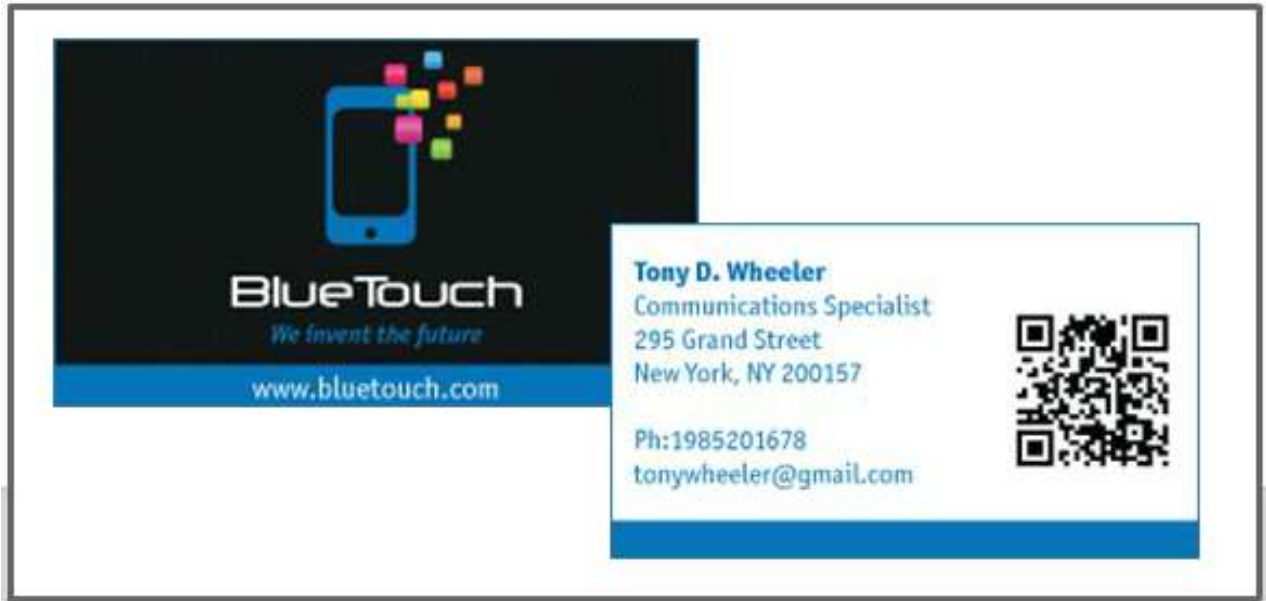 BlueTouch
We invent the future
www.bluetouch.com
Tony D. Wheeler
Communications Specialist
295 Grand Street
New York, NY 200157
Ph:1985201678
tonywheeler@gmail.com